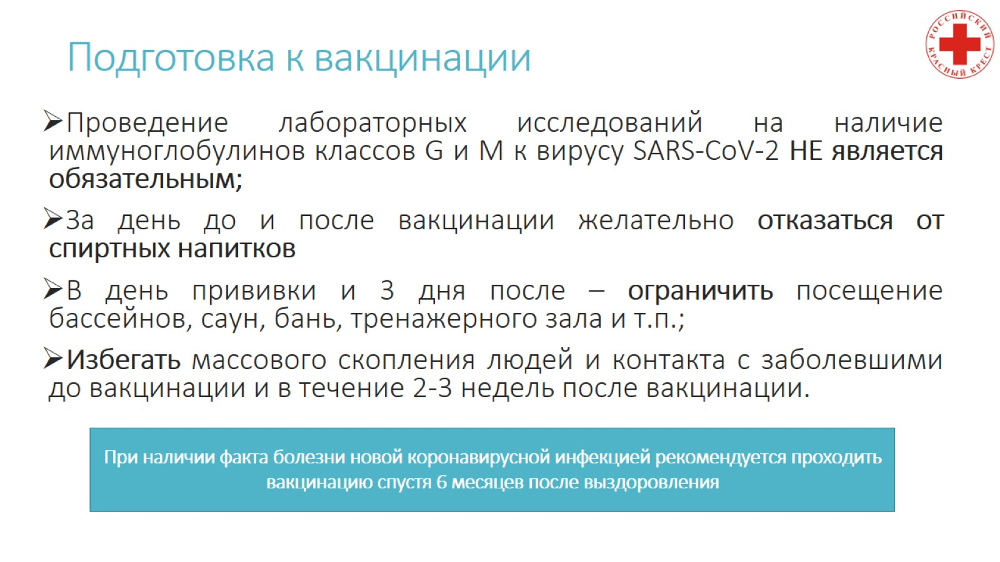 Подготовка к вакцинации
РОССИЙСКИЙ
КРАСНЫЙ КРЕСТ
➢Проведение лабораторных исследований на наличие
иммуноглобулинов классов G и M к вирусу SARS-CoV-2 НЕ является
обязательным;
➢За день до и после вакцинации желательно отказаться от
спиртных напитков
➢В день прививки и 3 дня после – ограничить посещение
бассейнов, саун, бань, тренажерного зала и т.п.;
➢Избегать массового скопления людей и контакта с заболевшими
до вакцинации и в течение 2-3 недель после вакцинации.
При наличии факта болезни новой коронавирусной инфекцией рекомендуется проходить
вакцинацию спустя 6 месяцев после выздоровления